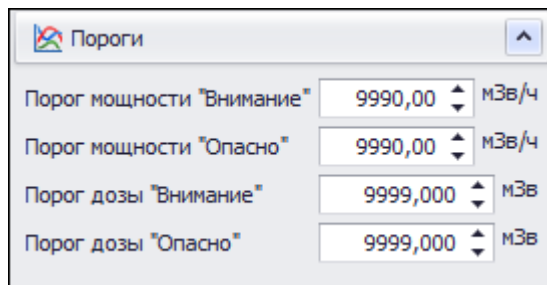 Пороги
Порог мощности "Внимание" 9990,00 мЗв/ч
Порог мощности "Опасно" 9990,00 мЗв/ч
Порог дозы "Внимание" 9999,000 мЗв
Порог дозы "Опасно" 9999,000 мЗв